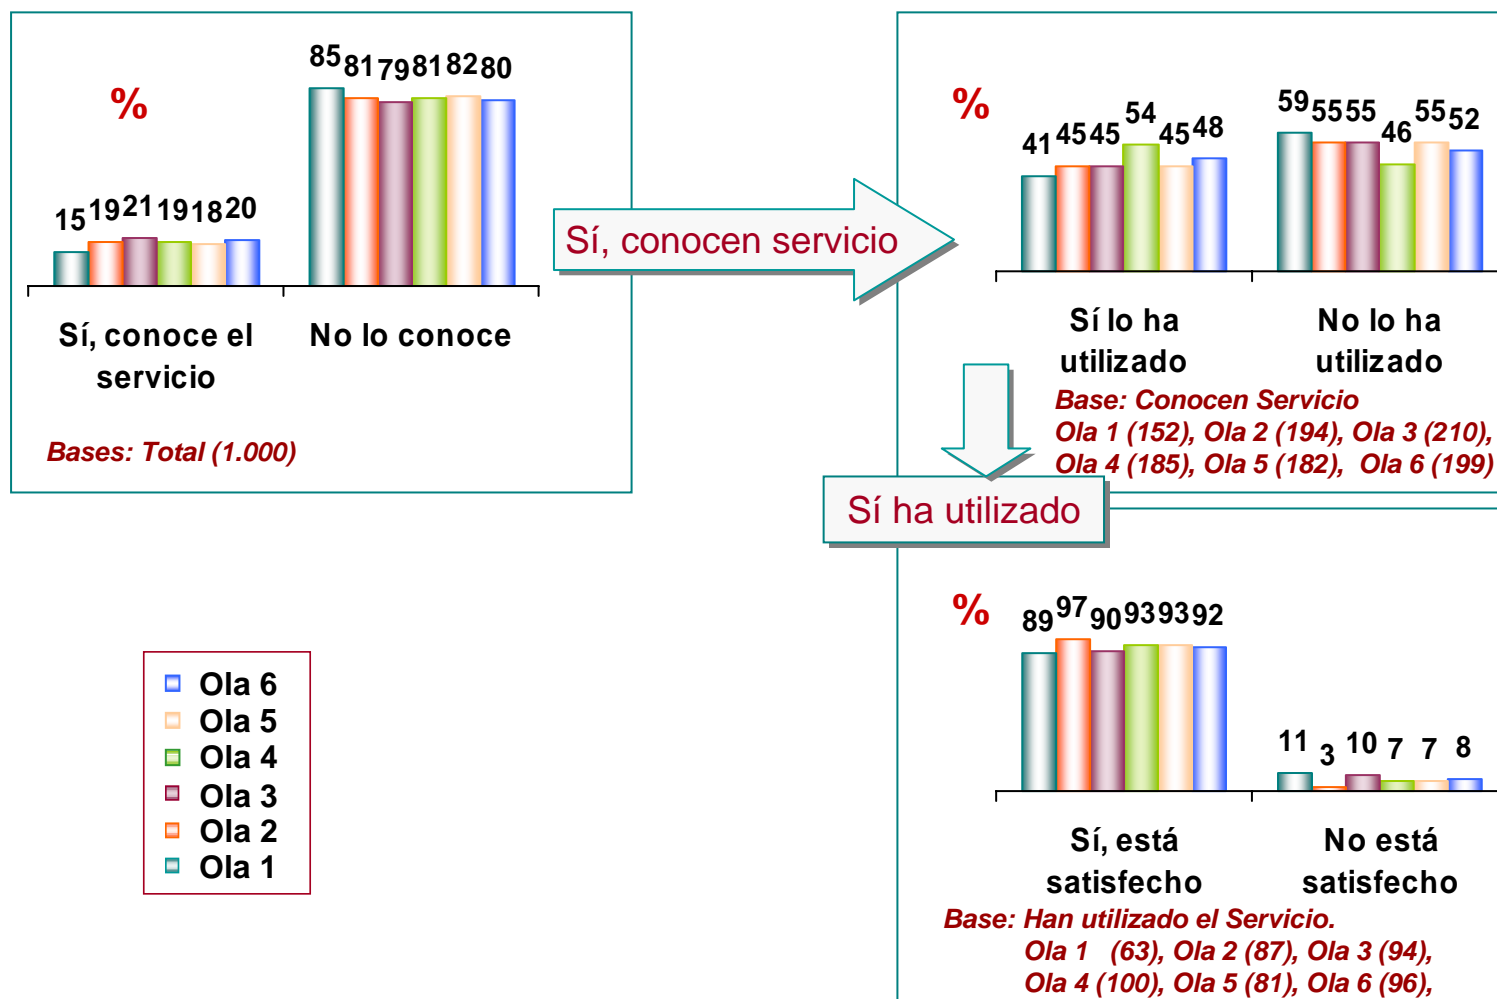 %
85 81 79 81 82 80
15 19 21 19 18 20
Sí, conoce el
servicio
No lo conoce
Bases: Total (1.000)
Sí, conocen servicio
%
41 45 45 54 45 48
59 55 55 46 55 52
Sí lo ha
utilizado
No lo ha
utilizado
Base: Conocen Servicio
Ola 1 (152), Ola 2 (194), Ola 3 (210),
Ola 4 (185), Ola 5 (182), Ola 6 (199)
Sí ha utilizado
%
89 97 90 93 93 92
11 3 10 7 7 8
Sí, está
satisfecho
No está
satisfecho
Base: Han utilizado el Servicio.
Ola 1 (63), Ola 2 (87), Ola 3 (94),
Ola 4 (100), Ola 5 (81), Ola 6 (96),
Ola 6
Ola 5
Ola 4
Ola 3
Ola 2
Ola 1